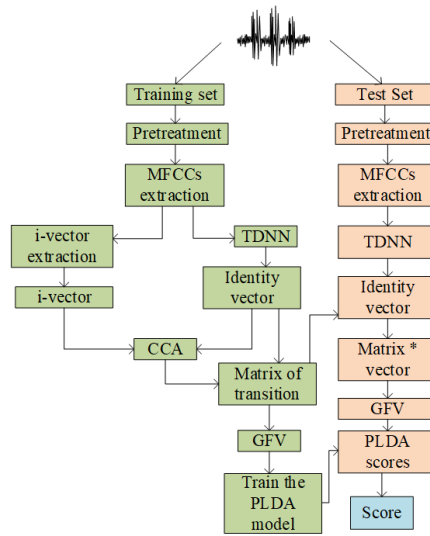 Training set
Test Set
Pretreatment
Pretreatment
MFCCs
extraction
MFCCs
extraction
i-vector
extraction
TDNN
TDNN
i-vector
Identity
vector
Identity
vector
CCA
Matrix of
transition
Matrix *
vector
GFV
GFV
Train the
PLDA
model
PLDA
scores
Score